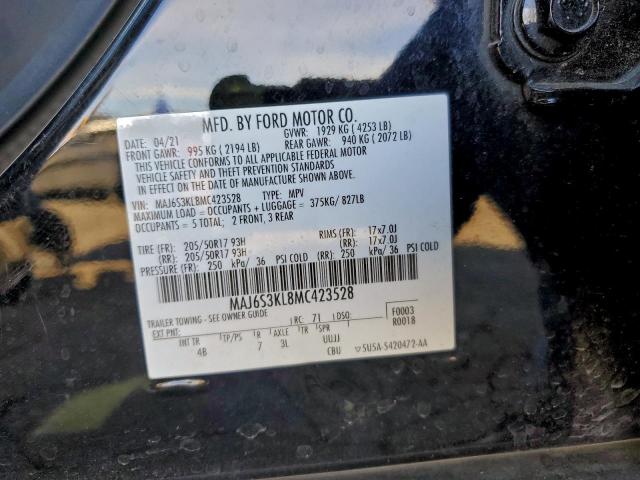 MFD. BY FORD MOTOR CO.
04/21 GVWR: 1929 KG ( 4253 LB)
FRONT GAWR: 995 KG ( 2194 LB) REAR GAWR: 940 KG ( 2072 LB)
THIS VEHICLE CONFORMS TO ALL APPLICABLE FEDERAL MOTOR
VEHICLE SAFETY AND THEFT PREVENTION STANDARDS IN
EFFECT ON THE DATE OF MANUFACTURE SHOWN ABOVE.
VIN: MAJ6S3KL8MC423528 TYPE: MPV
MAXIMUM LOAD = OCCUPANTS + LUGGAGE = 375KG/ 827LB
OCCUPANTS = 5 TOTAL; 2 FRONT, 3 REAR
TIRE (FR): 205/50R17 93H RIMS (FR): 17x7.0J
(RR): 205/50R17 93H (RR): 17x7.0J
PRESSURE (FR): 250 kPa/ 36 PSI COLD (RR): 250 kPa/ 36 PSI COLD
MAJ6S3KL8MC423528
TRAILER TOWING - SEE OWNER GUIDE F0003
EXT PNT: RC: 71 DSO: R0018
INT TR TP/PS R AXLE TR SPR
4B 7 3L UUJJ
CBU ▽5U5A-S420472-AA